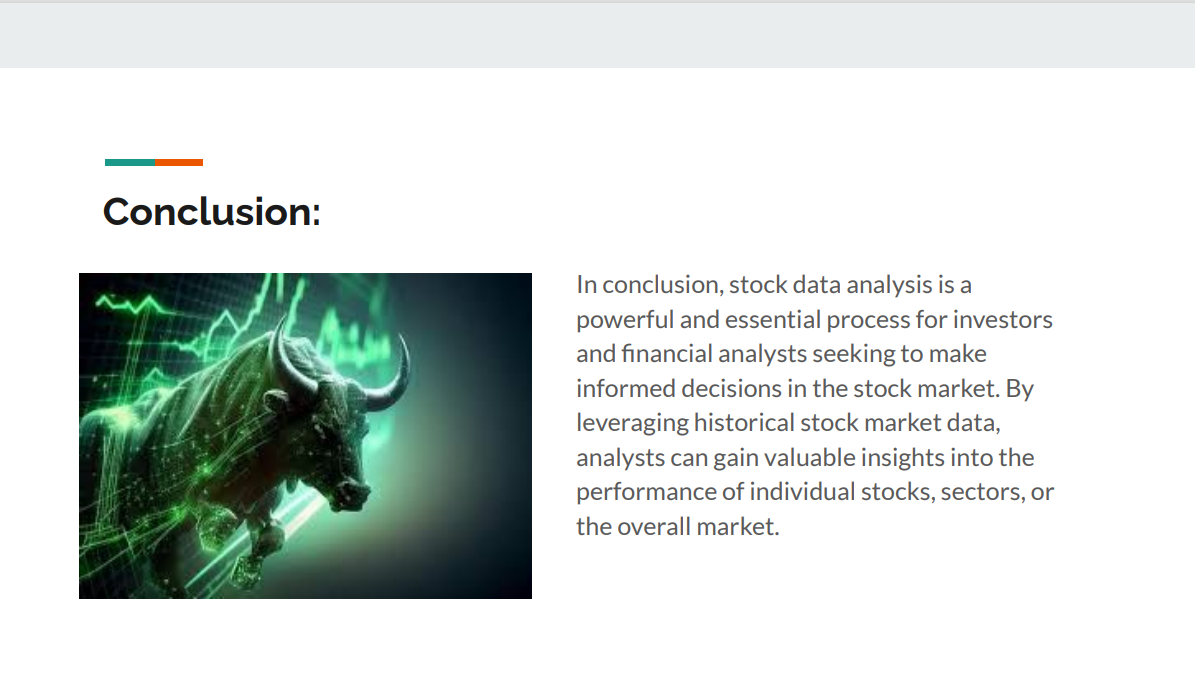 Conclusion:
In conclusion, stock data analysis is a
powerful and essential process for investors
and financial analysts seeking to make
informed decisions in the stock market. By
leveraging historical stock market data,
analysts can gain valuable insights into the
performance of individual stocks, sectors, or
the overall market.